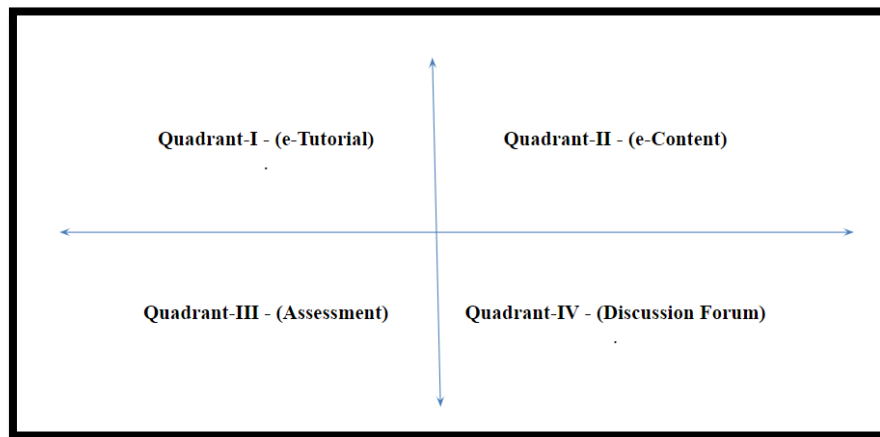 Quadrant-I - (e-Tutorial)
.
Quadrant-II - (e-Content)
Quadrant-III - (Assessment)
Quadrant-IV - (Discussion Forum)
.